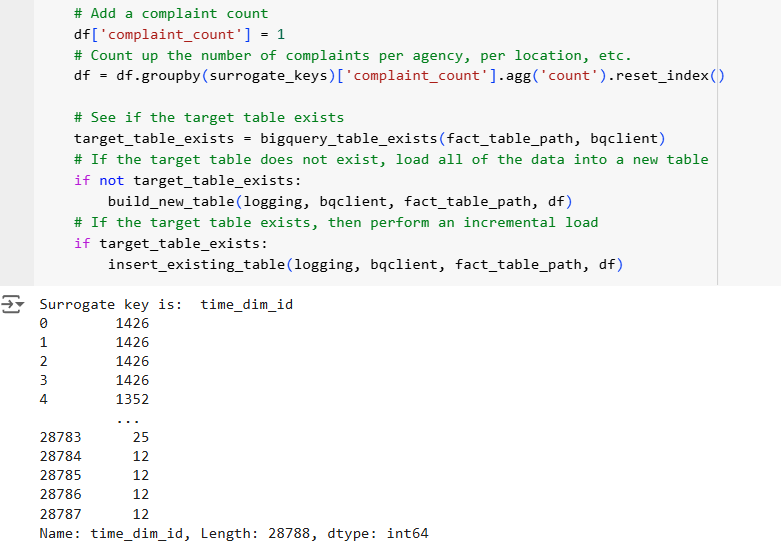 # Add a complaint count
df['complaint_count'] = 1
# Count up the number of complaints per agency, per location, etc.
df = df.groupby(surrogate_keys)['complaint_count'].agg('count').reset_index()
# See if the target table exists
target_table_exists = bigquery_table_exists(fact_table_path, bqclient)
# If the target table does not exist, load all of the data into a new table
if not target_table_exists:
    build_new_table(logging, bqclient, fact_table_path, df)
# If the target table exists, then perform an incremental load
if target_table_exists:
    insert_existing_table(logging, bqclient, fact_table_path, df)
Surrogate key is:  time_dim_id
0        1426
1        1426
2        1426
3        1426
4        1352
         ...
28783      25
28784      12
28785      12
28786      12
28787      12
Name: time_dim_id, Length: 28788, dtype: int64